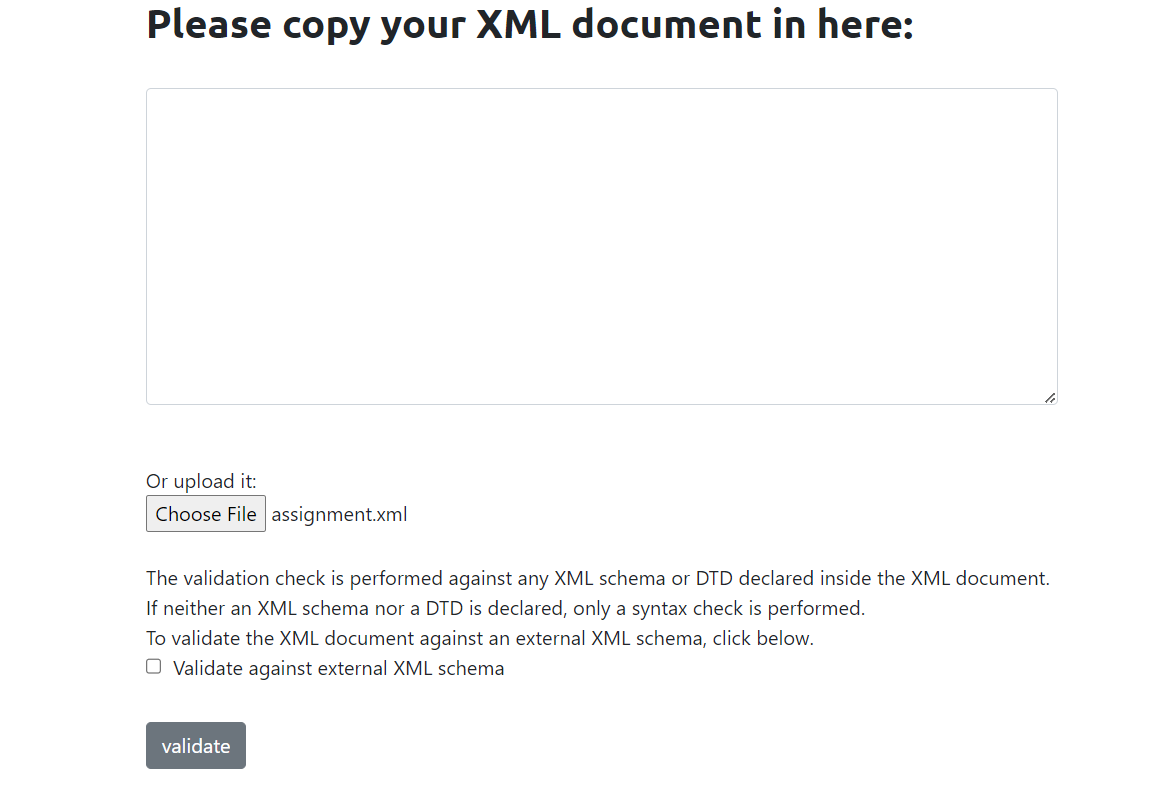 Please copy your XML document in here:
Or upload it:
Choose File assignment.xml
The validation check is performed against any XML schema or DTD declared inside the XML document.
If neither an XML schema nor a DTD is declared, only a syntax check is performed.
To validate the XML document against an external XML schema, click below.
Validate against external XML schema
validate